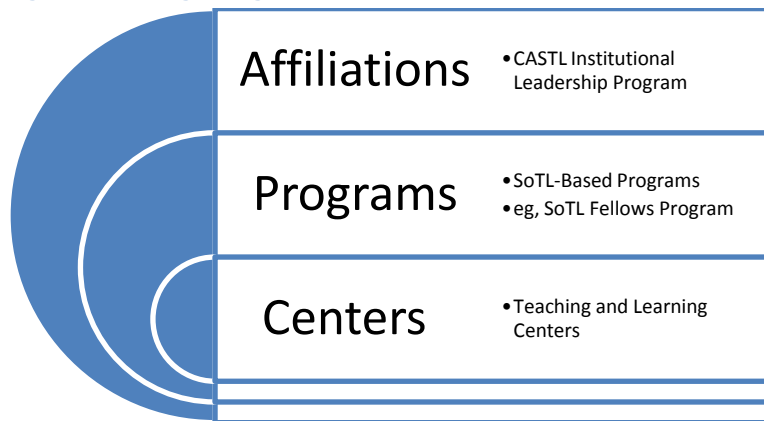 Affiliations
•CASTL Institutional
Leadership Program
Programs
•SoTL-Based Programs
•eg, SoTL Fellows Program
Centers
•Teaching and Learning
Centers